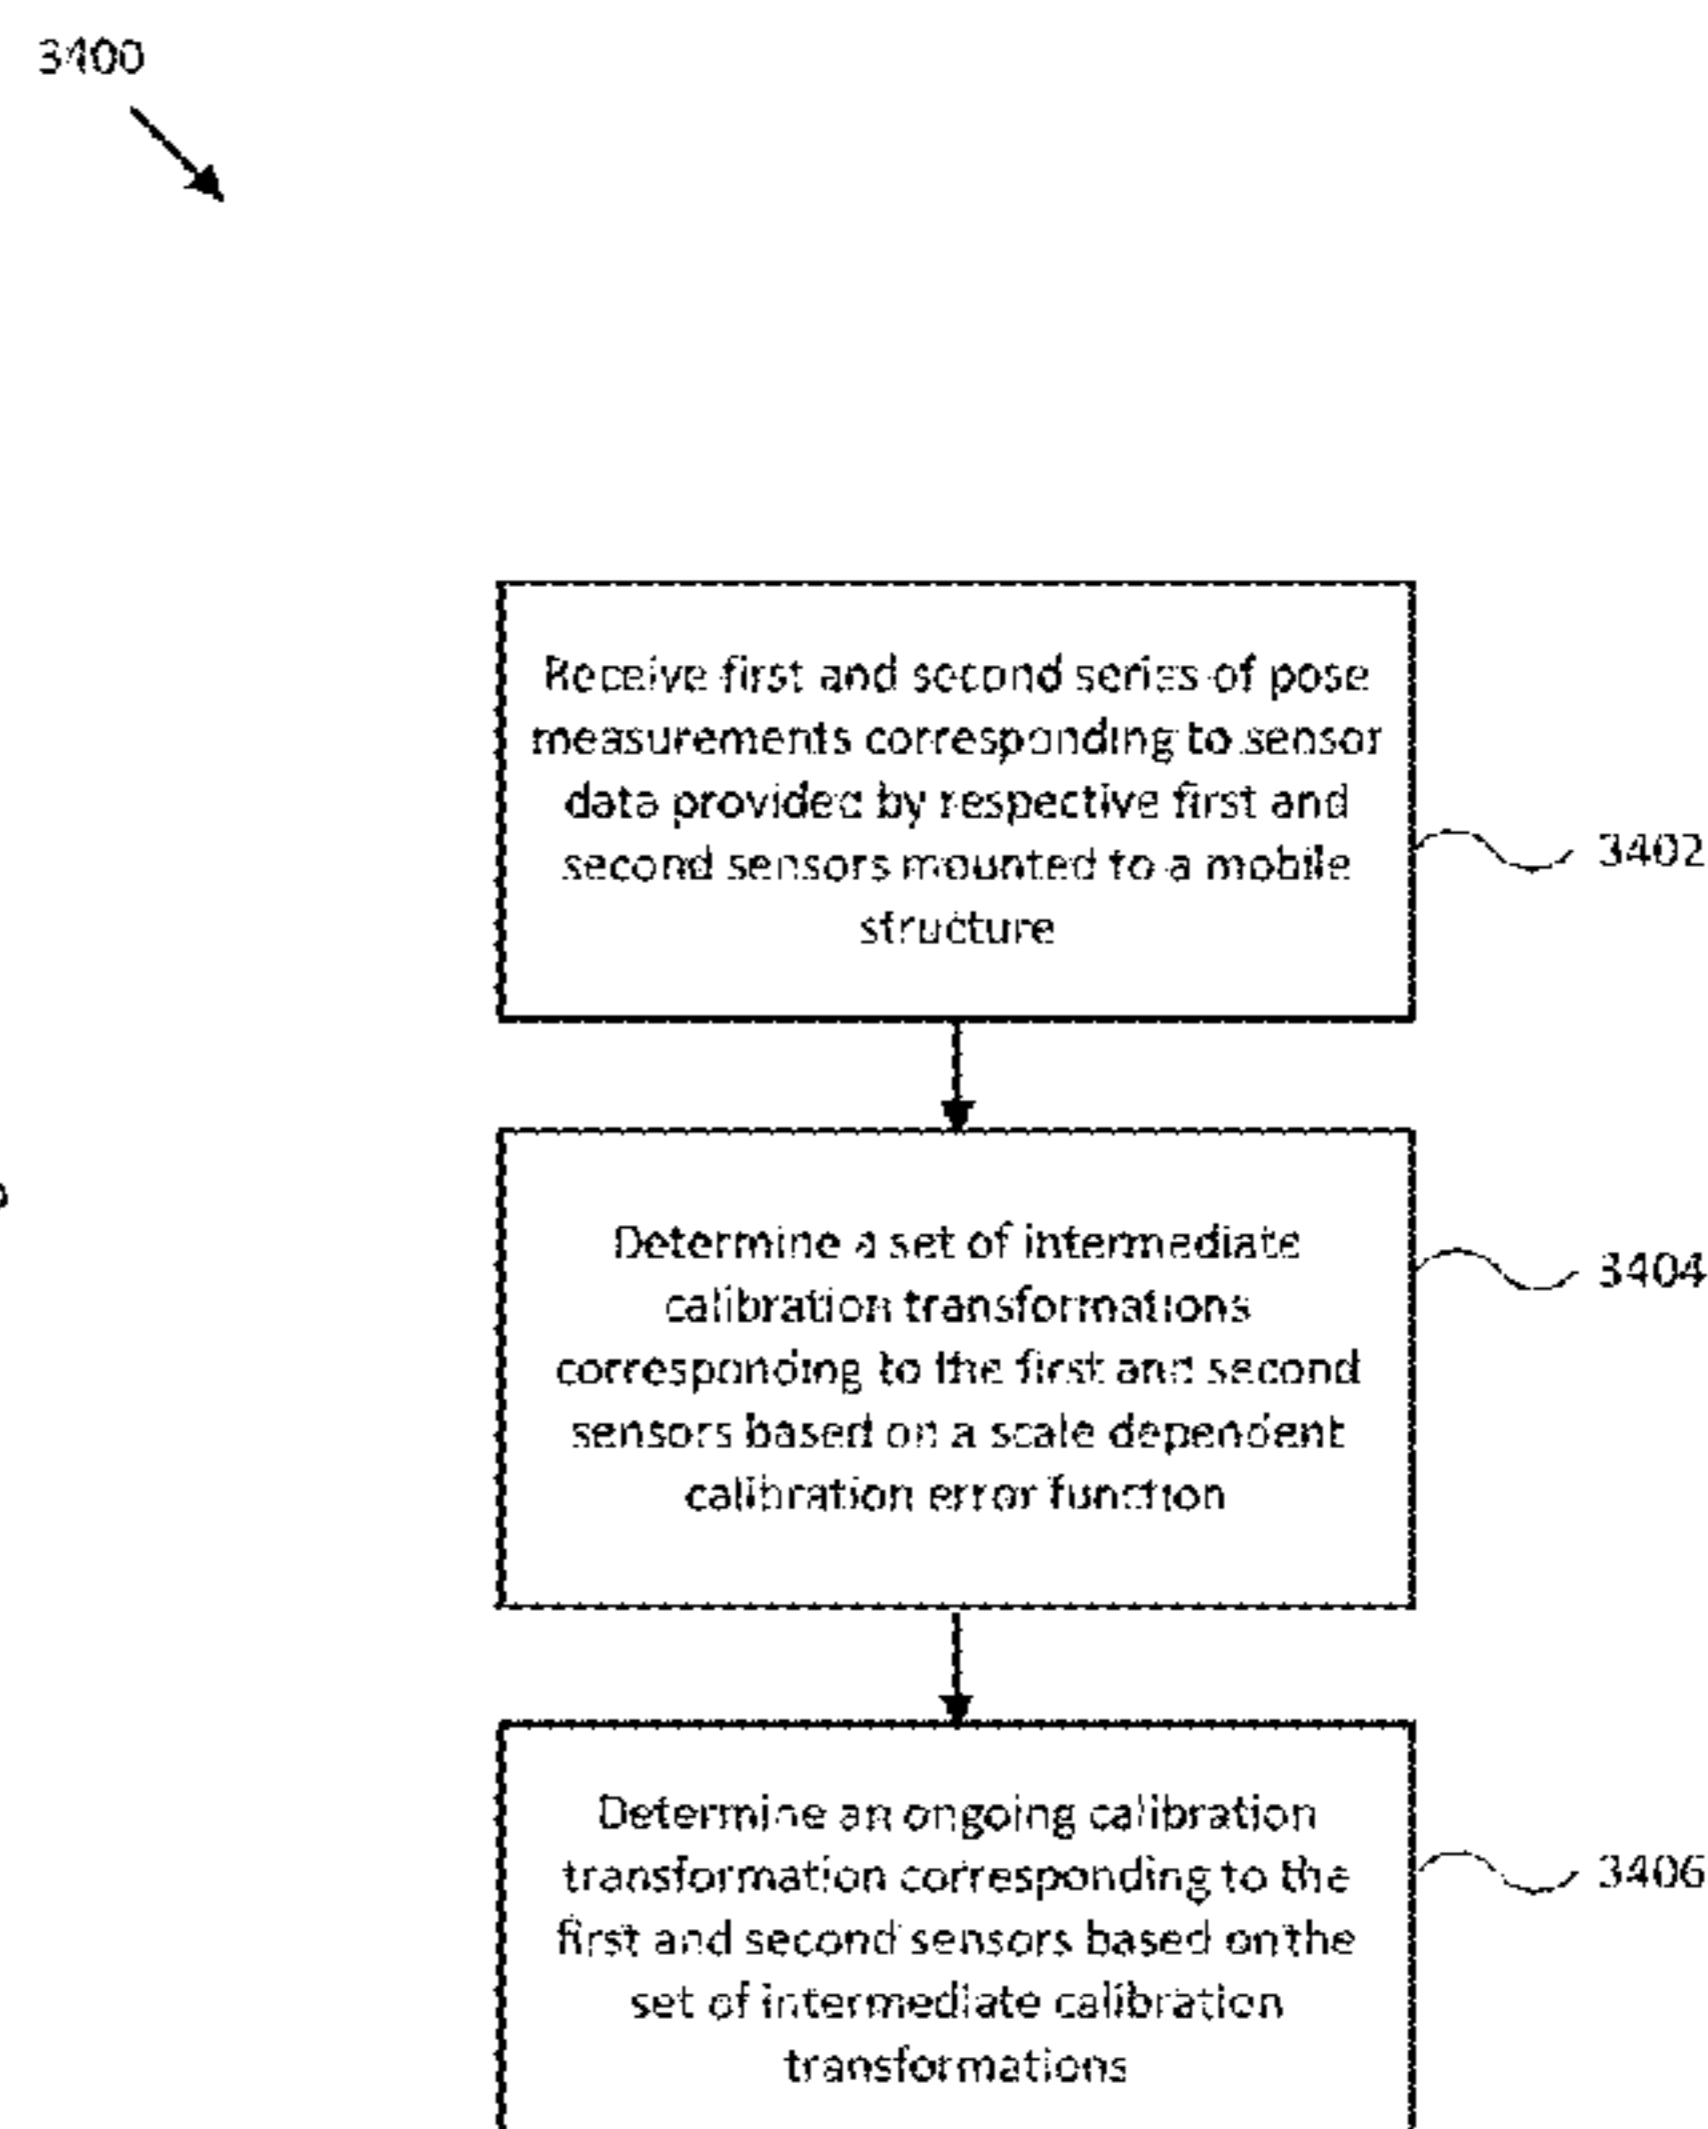 3400
Receive first and second series of pose
measurements corresponding to sensor
data provided by respective first and
second sensors mounted to a mobile
structure
3402
Determine a set of intermediate
calibration transformations
corresponding to the first and second
sensors based on a scale dependent
calibration error function
3404
Determine an ongoing calibration
transformation corresponding to the
first and second sensors based on the
set of intermediate calibration
transformations
3406